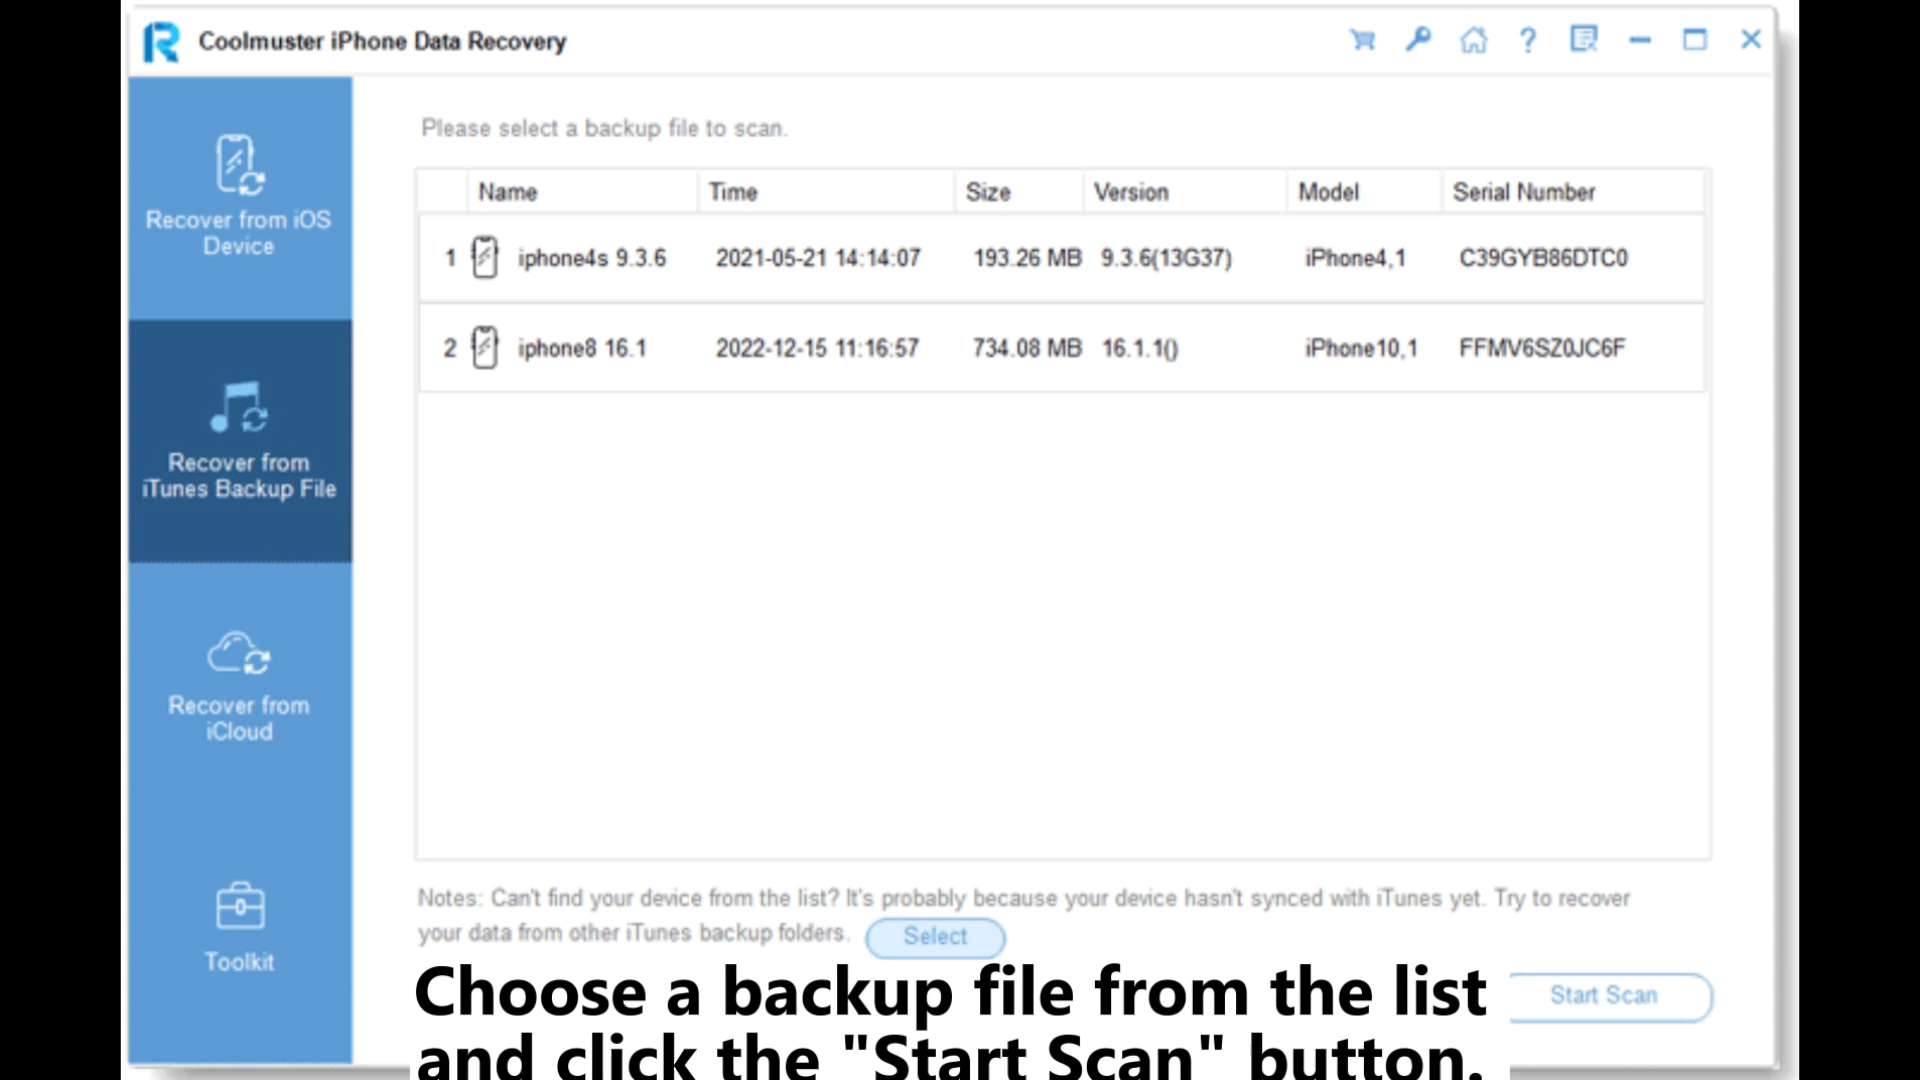 Coolmuster iPhone Data Recovery
Recover from iOS
Device
Recover from
iTunes Backup File
Recover from
iCloud
Toolkit
Please select a backup file to scan.
Name Time Size Version Model Serial Number
1 iphone4s 9.3.6 2021-05-21 14:14:07 193.26 MB 9.3.6(13G37) iPhone4,1 C39GYB86DTC0
2 iphone8 16.1 2022-12-15 11:16:57 734.08 MB 16.1.1() iPhone10,1 FFMV6SZ0JC6F
Notes: Can't find your device from the list? It's probably because your device hasn't synced with iTunes yet. Try to recover
your data from other iTunes backup folders. Select
Start Scan
Choose a backup file from the list
and click the "Start Scan" button.